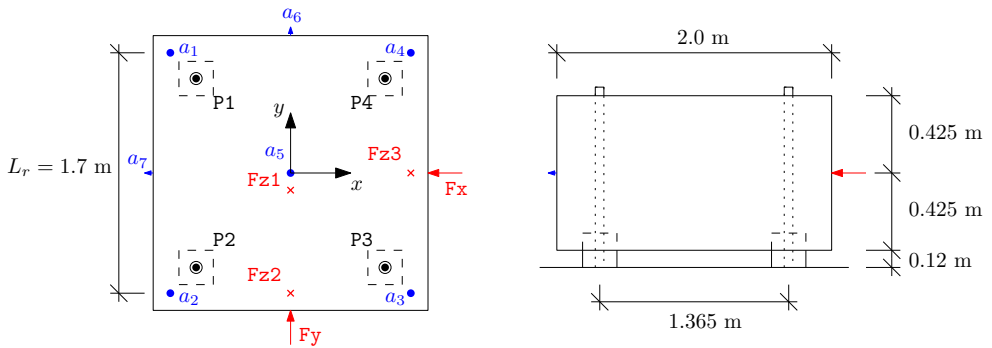 a₆
a₁
a₄
P1
P4
y
a₅
x
a₇
Fz1
Fz3
Fx
Lᵣ = 1.7 m
P2
P3
Fz2
a₂
a₃
Fy
2.0 m
0.425 m
0.425 m
0.12 m
1.365 m